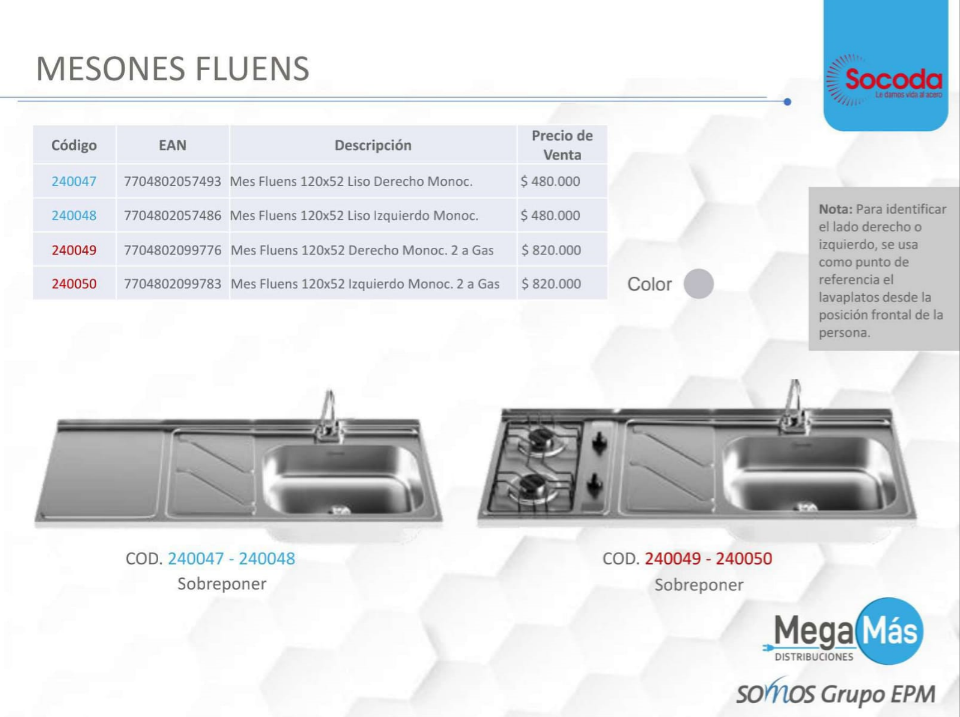 MESONES FLUENS
Socoda
Le damos vida al acero
Código EAN Descripción Precio de Venta
240047 7704802057493 Mes Fluens 120x52 Liso Derecho Monoc. $ 480.000
240048 7704802057486 Mes Fluens 120x52 Liso Izquierdo Monoc. $ 480.000
240049 7704802099776 Mes Fluens 120x52 Derecho Monoc. 2 a Gas $ 820.000
240050 7704802099783 Mes Fluens 120x52 Izquierdo Monoc. 2 a Gas $ 820.000
Color
Nota: Para identificar
el lado derecho o
izquierdo, se usa
como punto de
referencia el
lavaplatos desde la
posición frontal de la
persona.
COD. 240047 - 240048
Sobreponer
COD. 240049 - 240050
Sobreponer
MegaMás
DISTRIBUCIONES
somos Grupo EPM